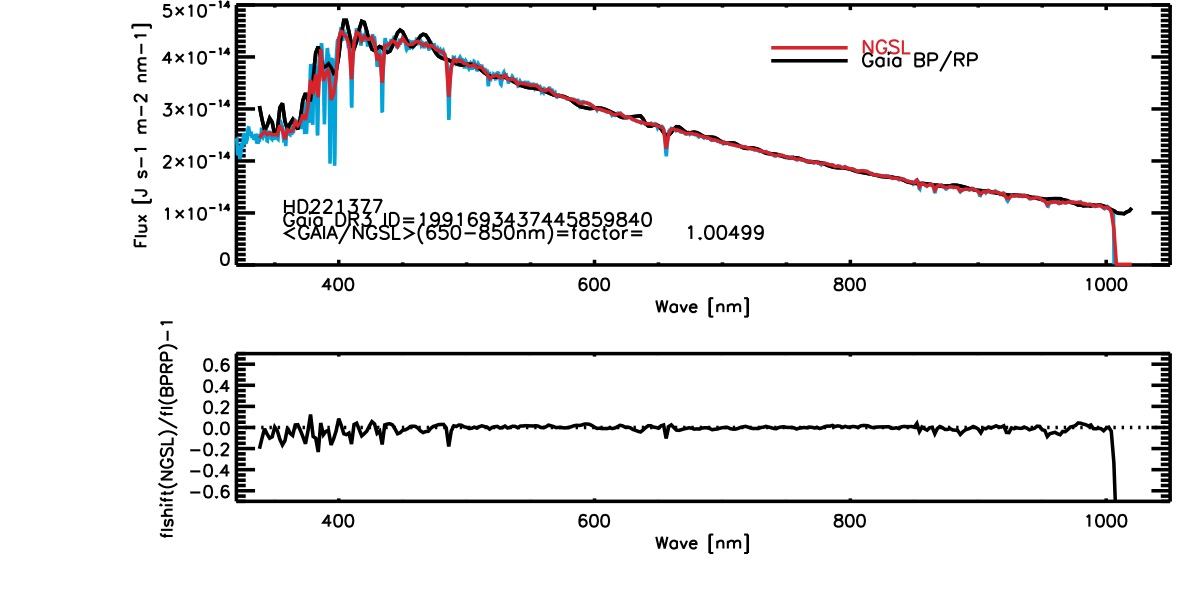 5×10⁻¹⁴
4×10⁻¹⁴
3×10⁻¹⁴
2×10⁻¹⁴
1×10⁻¹⁴
0
Flux [J s−1 m−2 nm−1]
NGSL
Gaia BP/RP
HD221377
Gaia DR3 ID=1991693437445859840
<GAIA/NGSL>(650−850nm)=factor= 1.00499
400 600 800 1000
Wave [nm]
0.6
0.4
0.2
0.0
−0.2
−0.4
−0.6
flshift(NGSL)/fl(BPRP)−1
400 600 800 1000
Wave [nm]